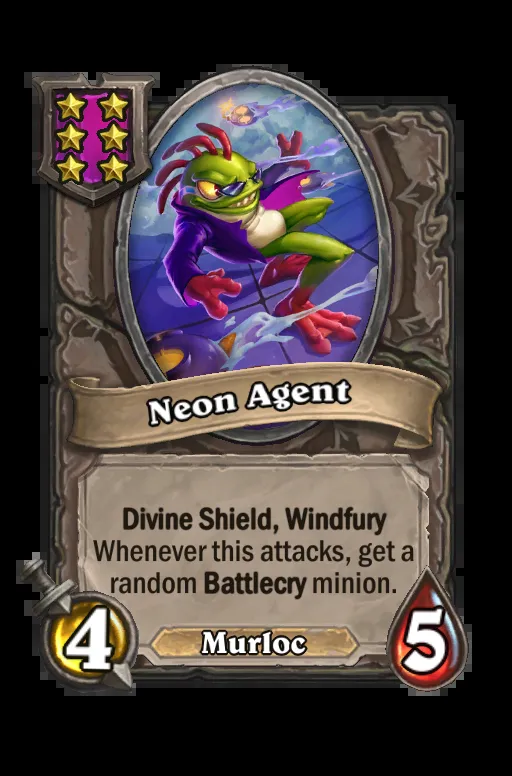 Neon Agent
Divine Shield, Windfury
Whenever this attacks, get a
random Battlecry minion.
4
Murloc
5